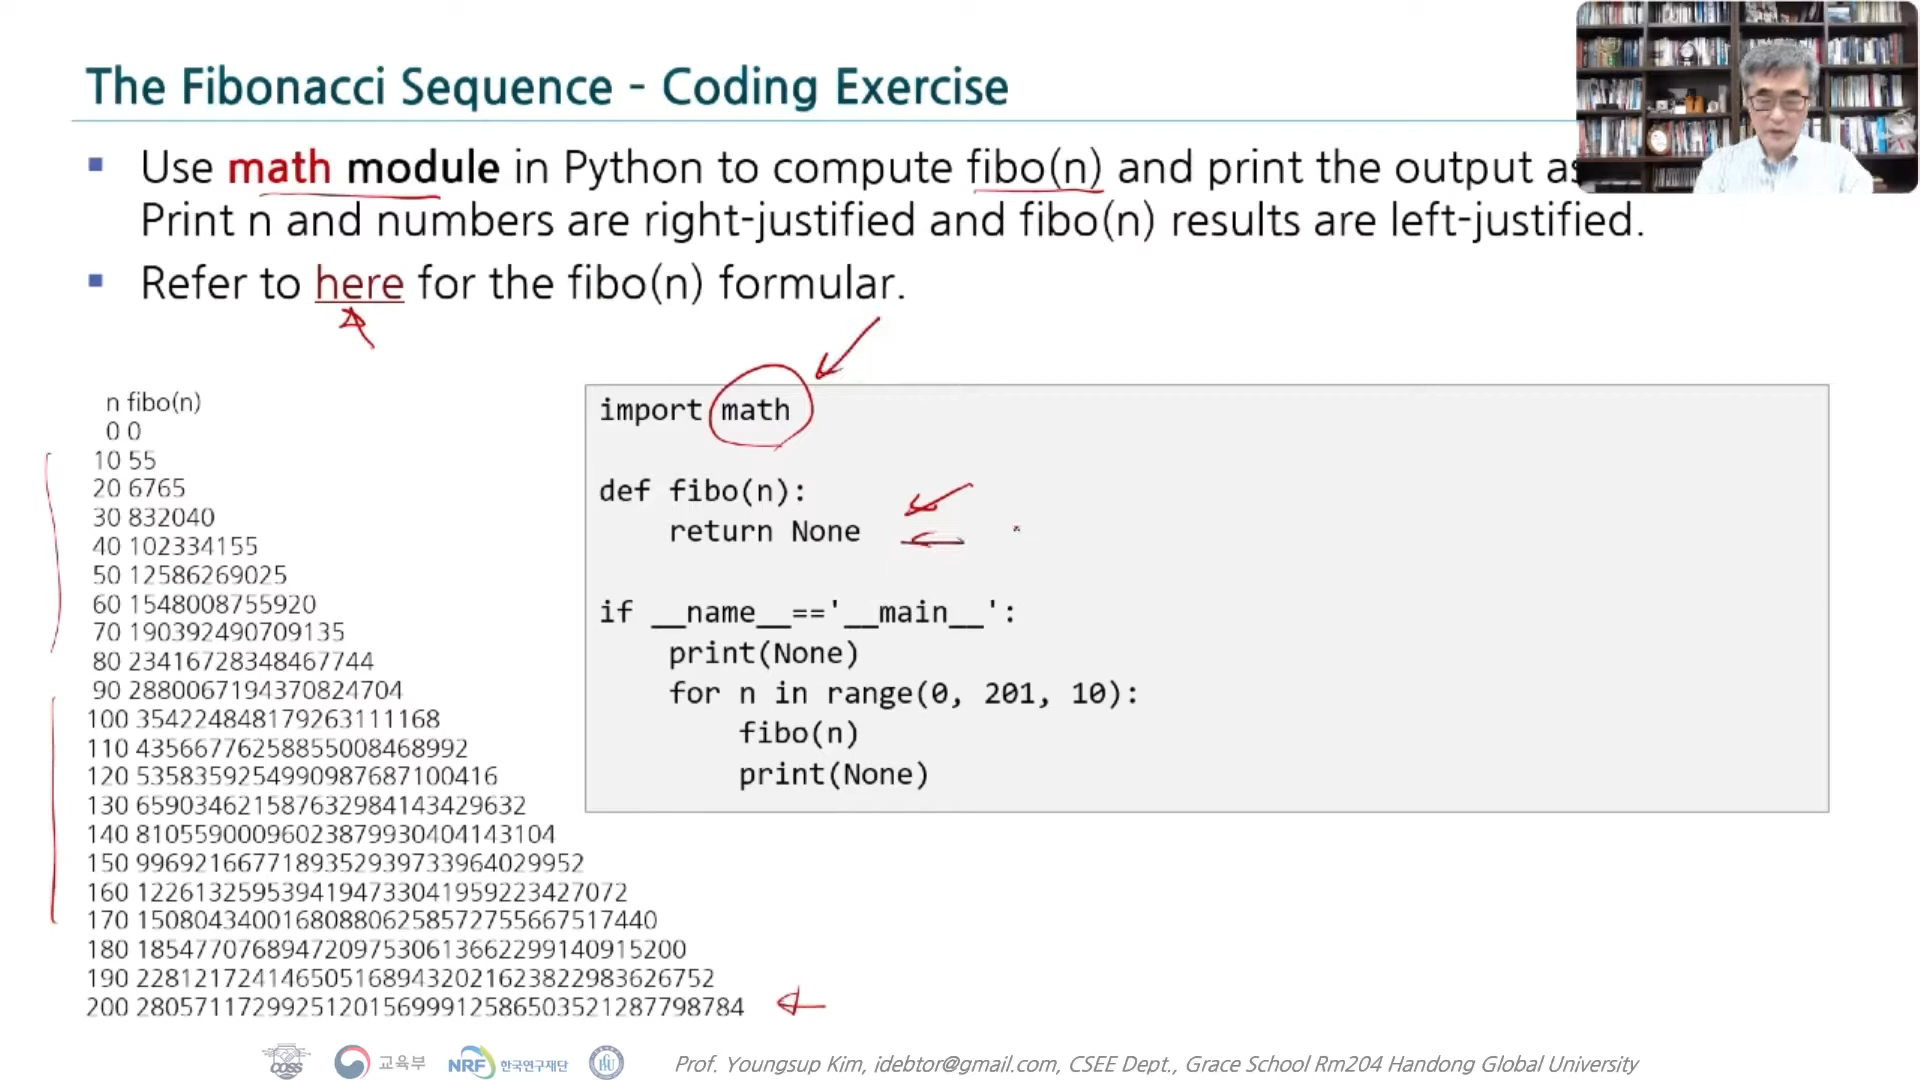 The Fibonacci Sequence - Coding Exercise
Use math module in Python to compute fibo(n) and print the output as
Print n and numbers are right-justified and fibo(n) results are left-justified.
Refer to here for the fibo(n) formular.
n fibo(n)
0 0
10 55
20 6765
30 832040
40 102334155
50 12586269025
60 1548008755920
70 190392490709135
80 23416728348467744
90 2880067194370824704
100 354224848179263111168
110 43566776258855008468992
120 5358359254990987687100416
130 659034621587632984143429632
140 81055900096023879930404143104
150 9969216677189352939733964029952
160 1226132595394194733041959223427072
170 150804340016808806258572755667517440
180 18547707689472097530613662299140915200
190 2281217241465051689432021623822983626752
200 280571172992512015699912586503521287798784
import math
def fibo(n):
return None
if __name__=='__main__':
print(None)
for n in range(0, 201, 10):
fibo(n)
print(None)
COSS 교육부 NRF 한국연구재단 Prof. Youngsup Kim, idebtor@gmail.com, CSEE Dept., Grace School Rm204 Handong Global University